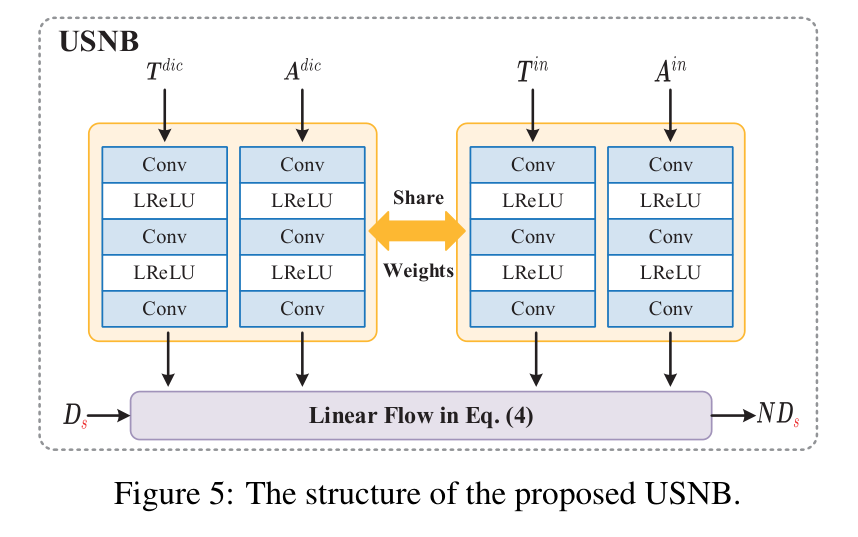 USNB
T^dic A^dic T^in A^in
Conv Conv Conv Conv
LReLU LReLU Share LReLU LReLU
Conv Conv Conv Conv
LReLU LReLU Weights LReLU LReLU
Conv Conv Conv Conv
D_s Linear Flow in Eq. (4) ND_s
Figure 5: The structure of the proposed USNB.